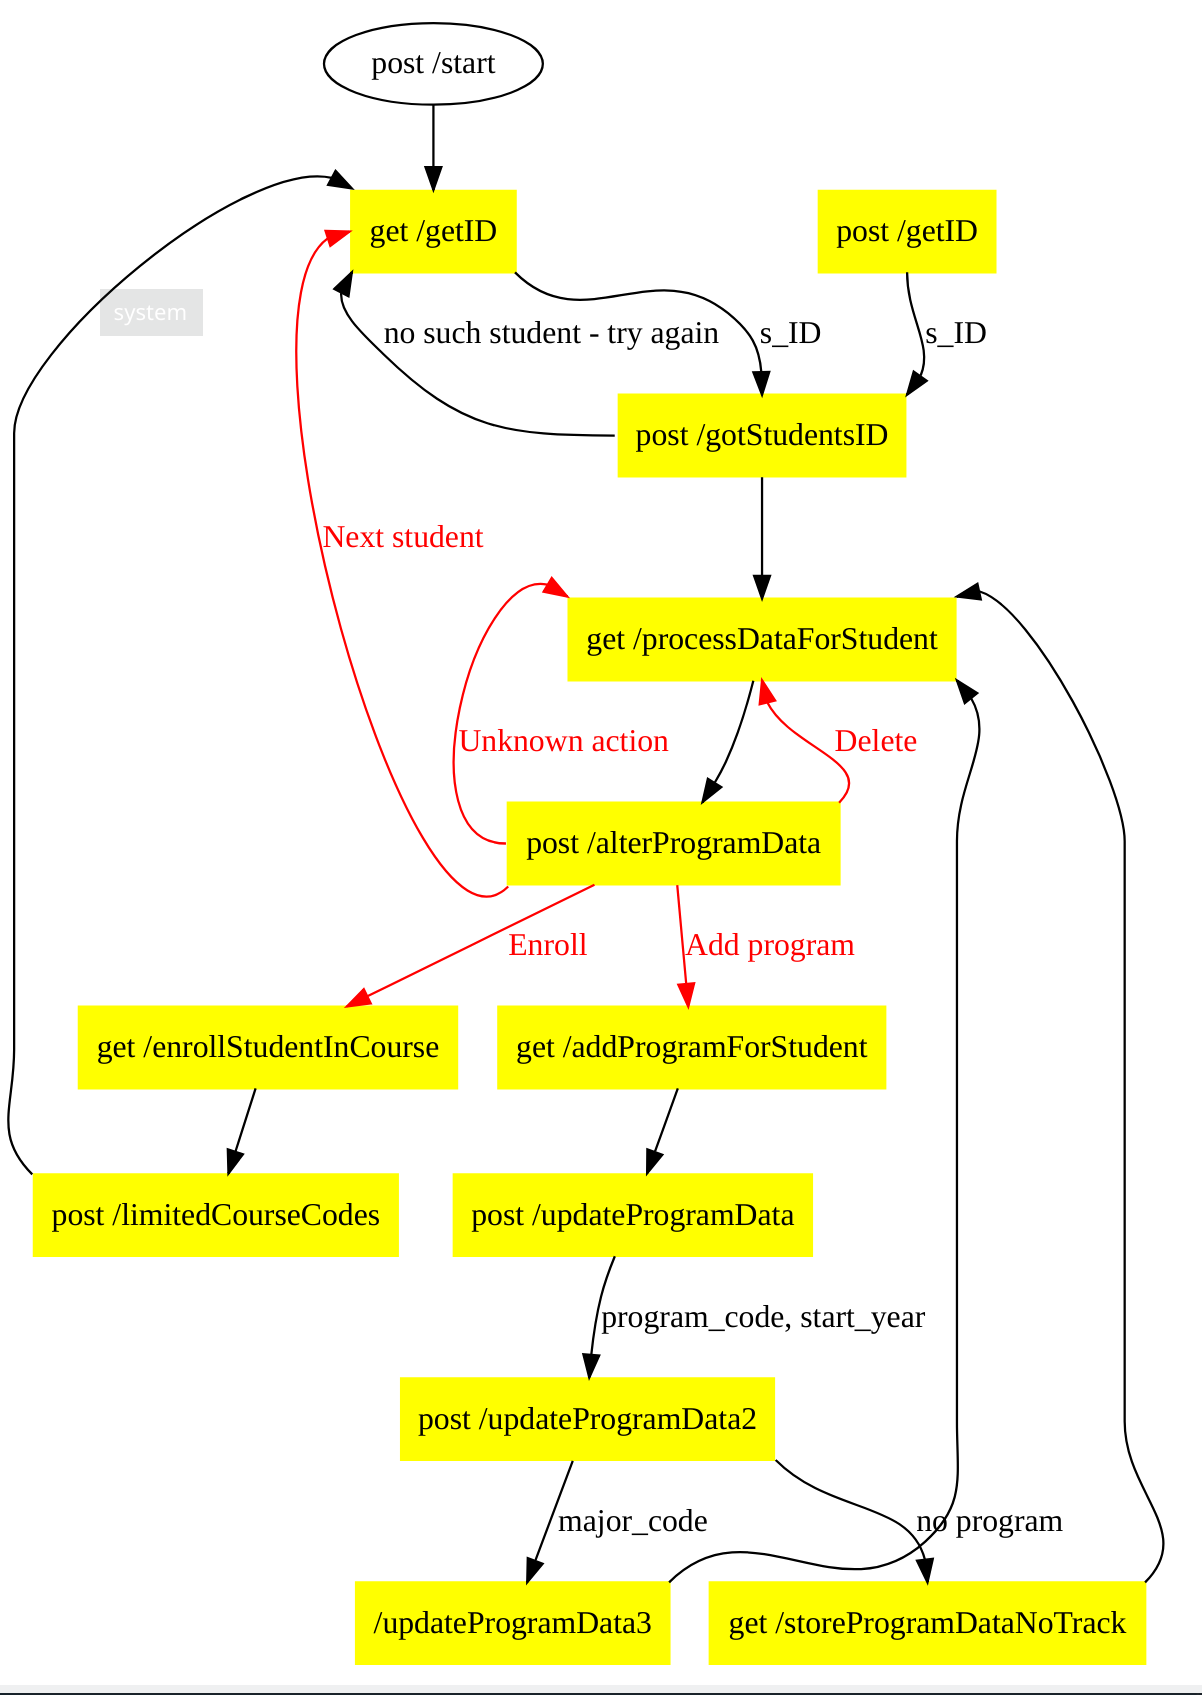 post /start
get /getID
post /getID
system
no such student - try again
s_ID
s_ID
post /gotStudentsID
Next student
get /processDataForStudent
Unknown action
Delete
post /alterProgramData
Enroll
Add program
get /enrollStudentInCourse
get /addProgramForStudent
post /limitedCourseCodes
post /updateProgramData
program_code, start_year
post /updateProgramData2
major_code
no program
/updateProgramData3
get /storeProgramDataNoTrack